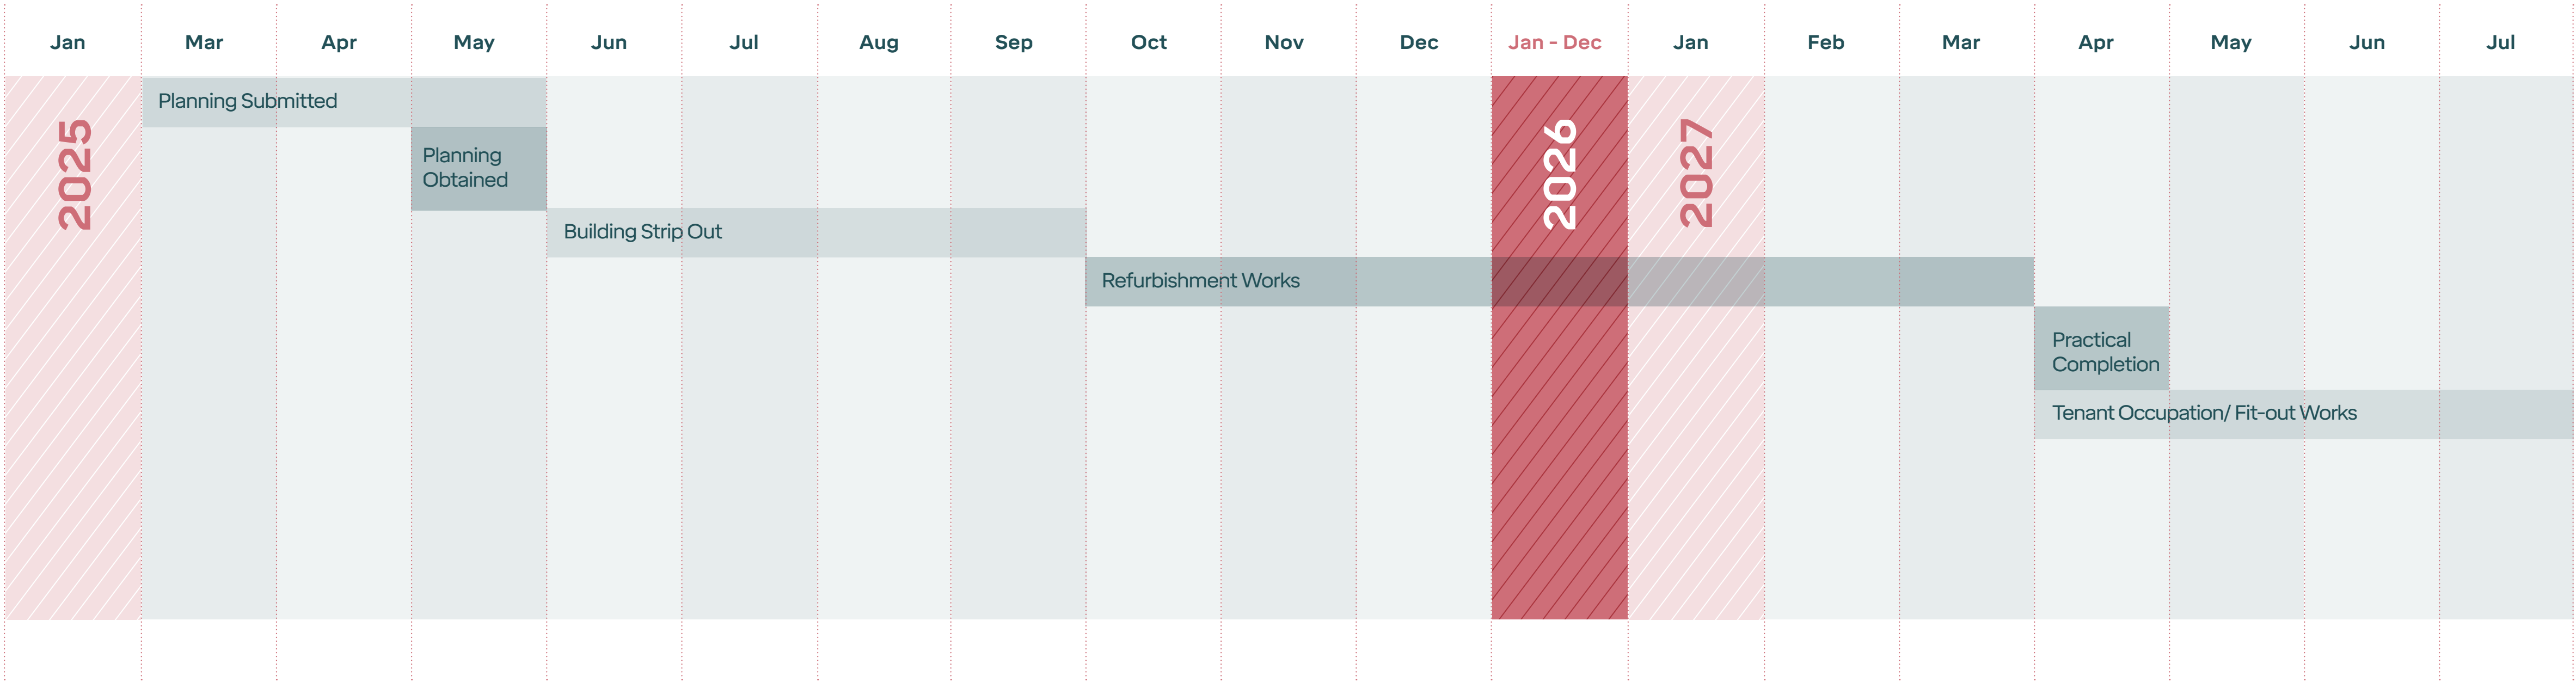 Jan Mar Apr May Jun Jul Aug Sep Oct Nov Dec Jan - Dec Jan Feb Mar Apr May Jun Jul
2025
Planning Submitted
Planning
Obtained
Building Strip Out
Refurbishment Works
2026
2027
Practical
Completion
Tenant Occupation/ Fit-out Works